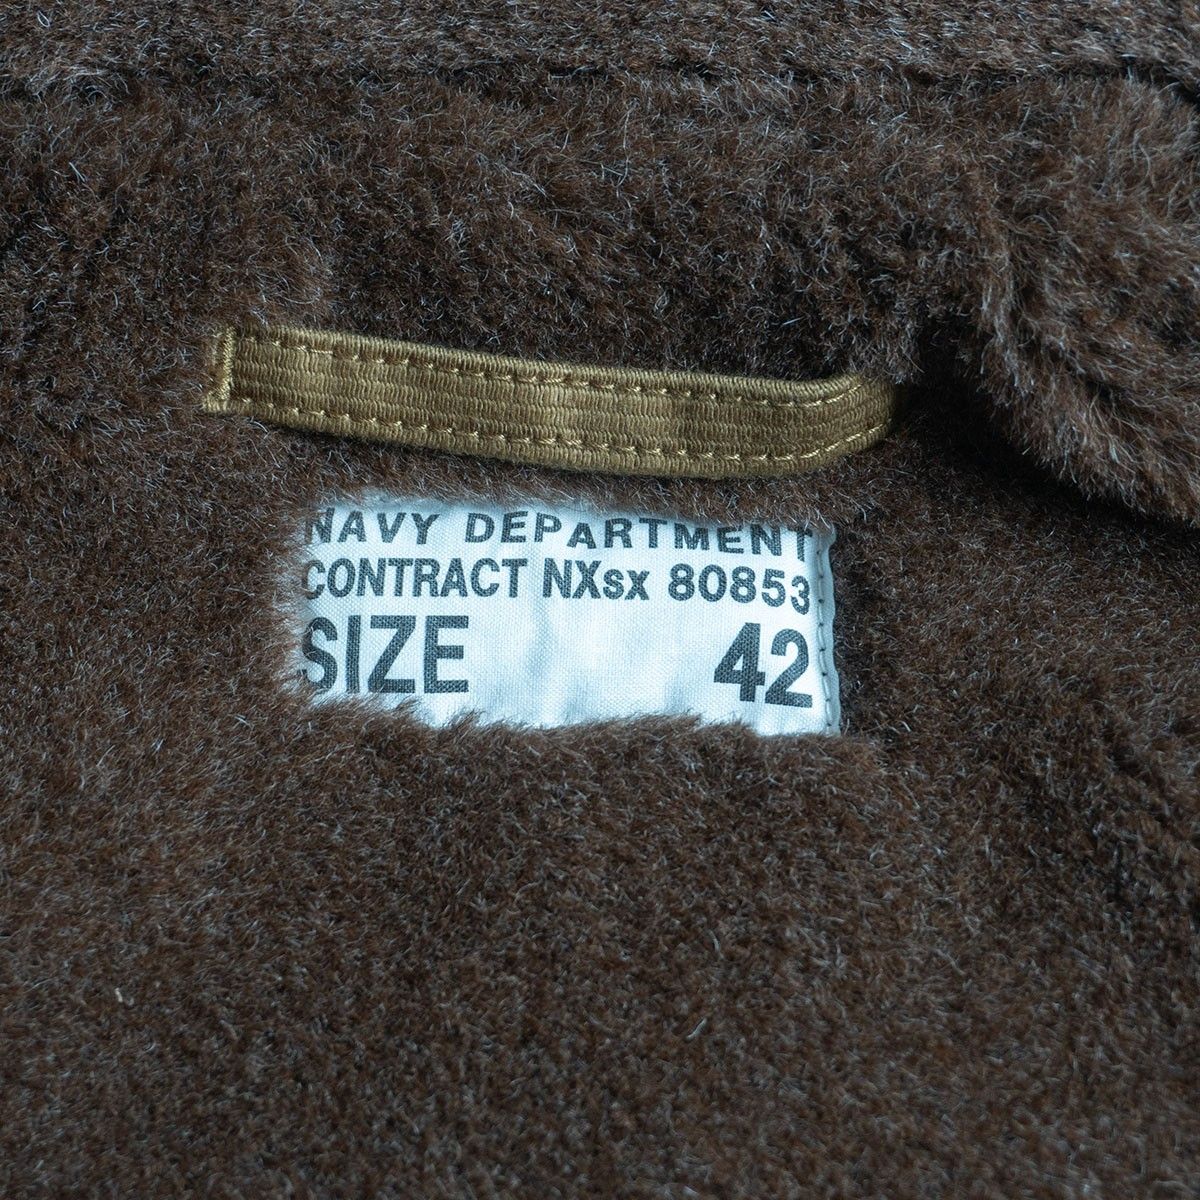 NAVY DEPARTMENT
CONTRACT NXsx 80853
SIZE 42